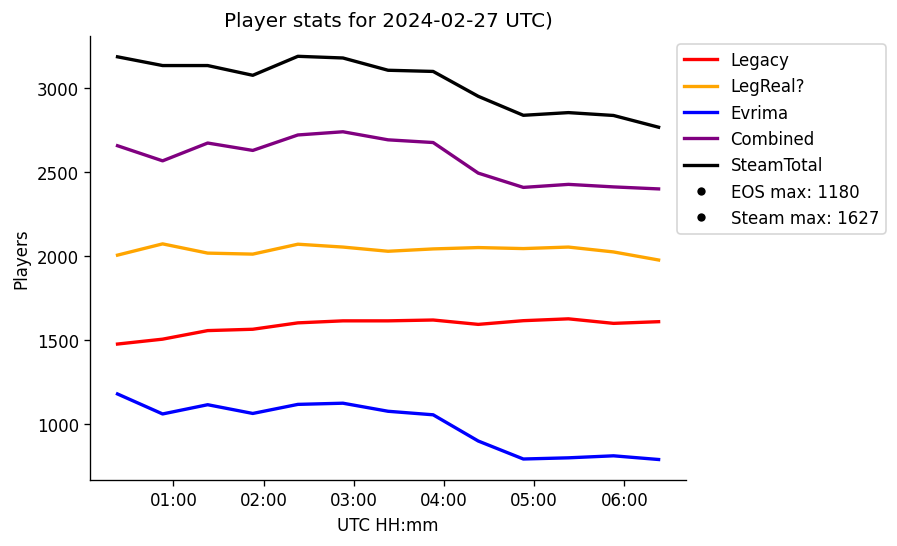 Player stats for 2024-02-27 UTC)
Legacy
LegReal?
Evrima
Combined
SteamTotal
EOS max: 1180
Steam max: 1627
Players
3000
2500
2000
1500
1000
01:00 02:00 03:00 04:00 05:00 06:00
UTC HH:mm